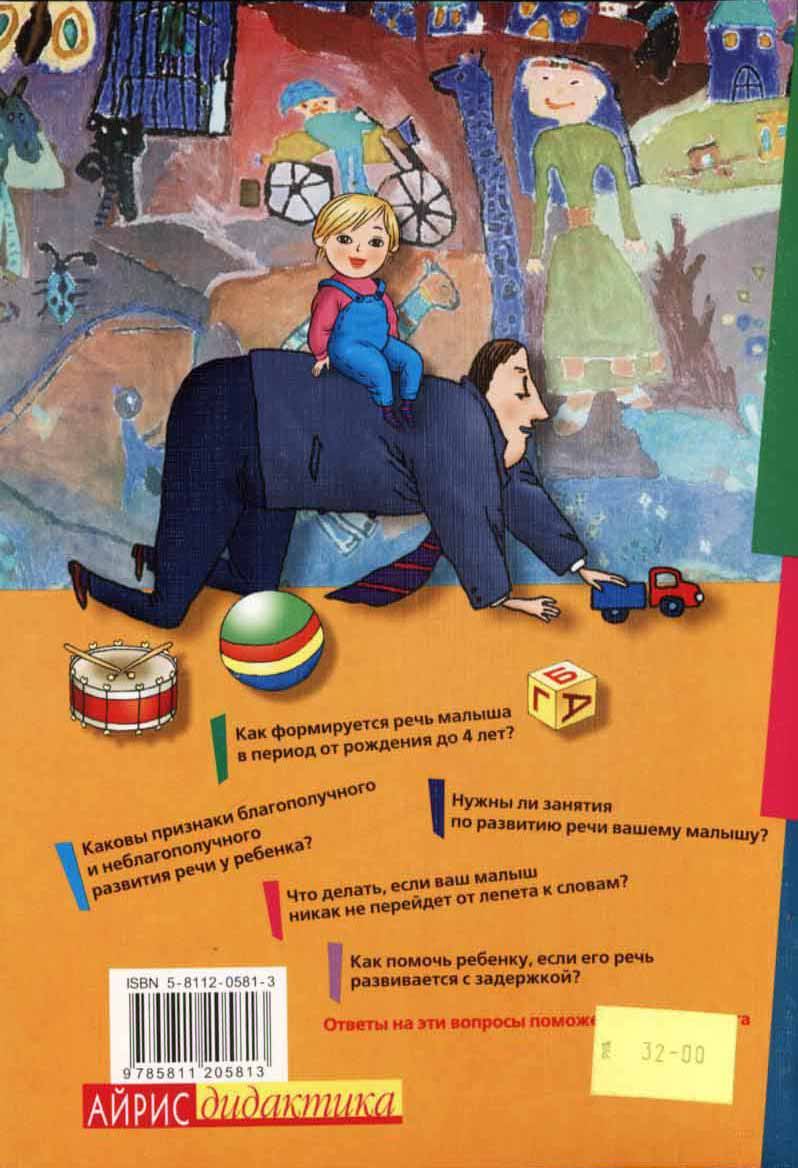 Б
Г А
Как формируется речь малыша
в период от рождения до 4 лет?
Каковы признаки благополучного
и неблагополучного
развития речи у ребенка?
Нужны ли занятия
по развитию речи вашему малышу?
Что делать, если ваш малыш
никак не перейдет от лепета к словам?
Как помочь ребенку, если его речь
развивается с задержкой?
Ответы на эти вопросы
32-00
ISBN 5-8112-0581-3
9 785811 205813
АЙРИС дидактика